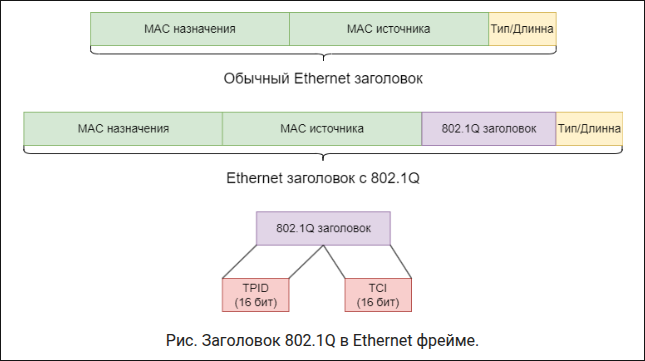 MAC назначения MAC источника Тип/Длинна
Обычный Ethernet заголовок
MAC назначения MAC источника 802.1Q заголовок Тип/Длинна
Ethernet заголовок с 802.1Q
802.1Q заголовок
TPID TCI
(16 бит) (16 бит)
Рис. Заголовок 802.1Q в Ethernet фрейме.